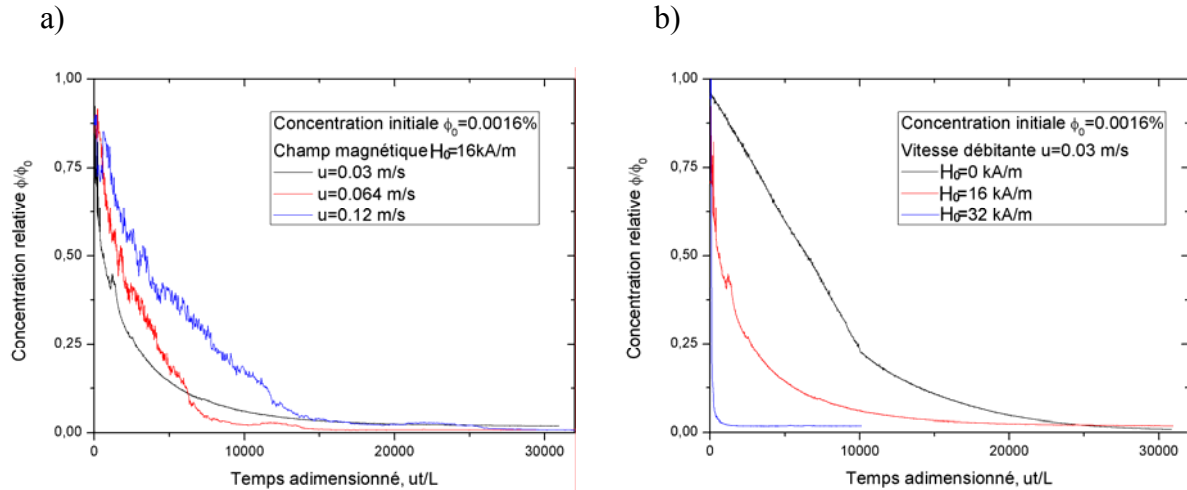 a)
b)
1,00
0,75
0,50
0,25
0,00
0
10000
20000
30000
Concentration relative ϕ/ϕ₀
Temps adimensionné, ut/L
Concentration initiale ϕ₀=0.0016%
Champ magnétique H₀=16kA/m
u=0.03 m/s
u=0.064 m/s
u=0.12 m/s
1,00
0,75
0,50
0,25
0,00
0
10000
20000
30000
Concentration relative ϕ/ϕ₀
Temps adimensionné, ut/L
Concentration initiale ϕ₀=0.0016%
Vitesse débitante u=0.03 m/s
H₀=0 kA/m
H₀=16 kA/m
H₀=32 kA/m